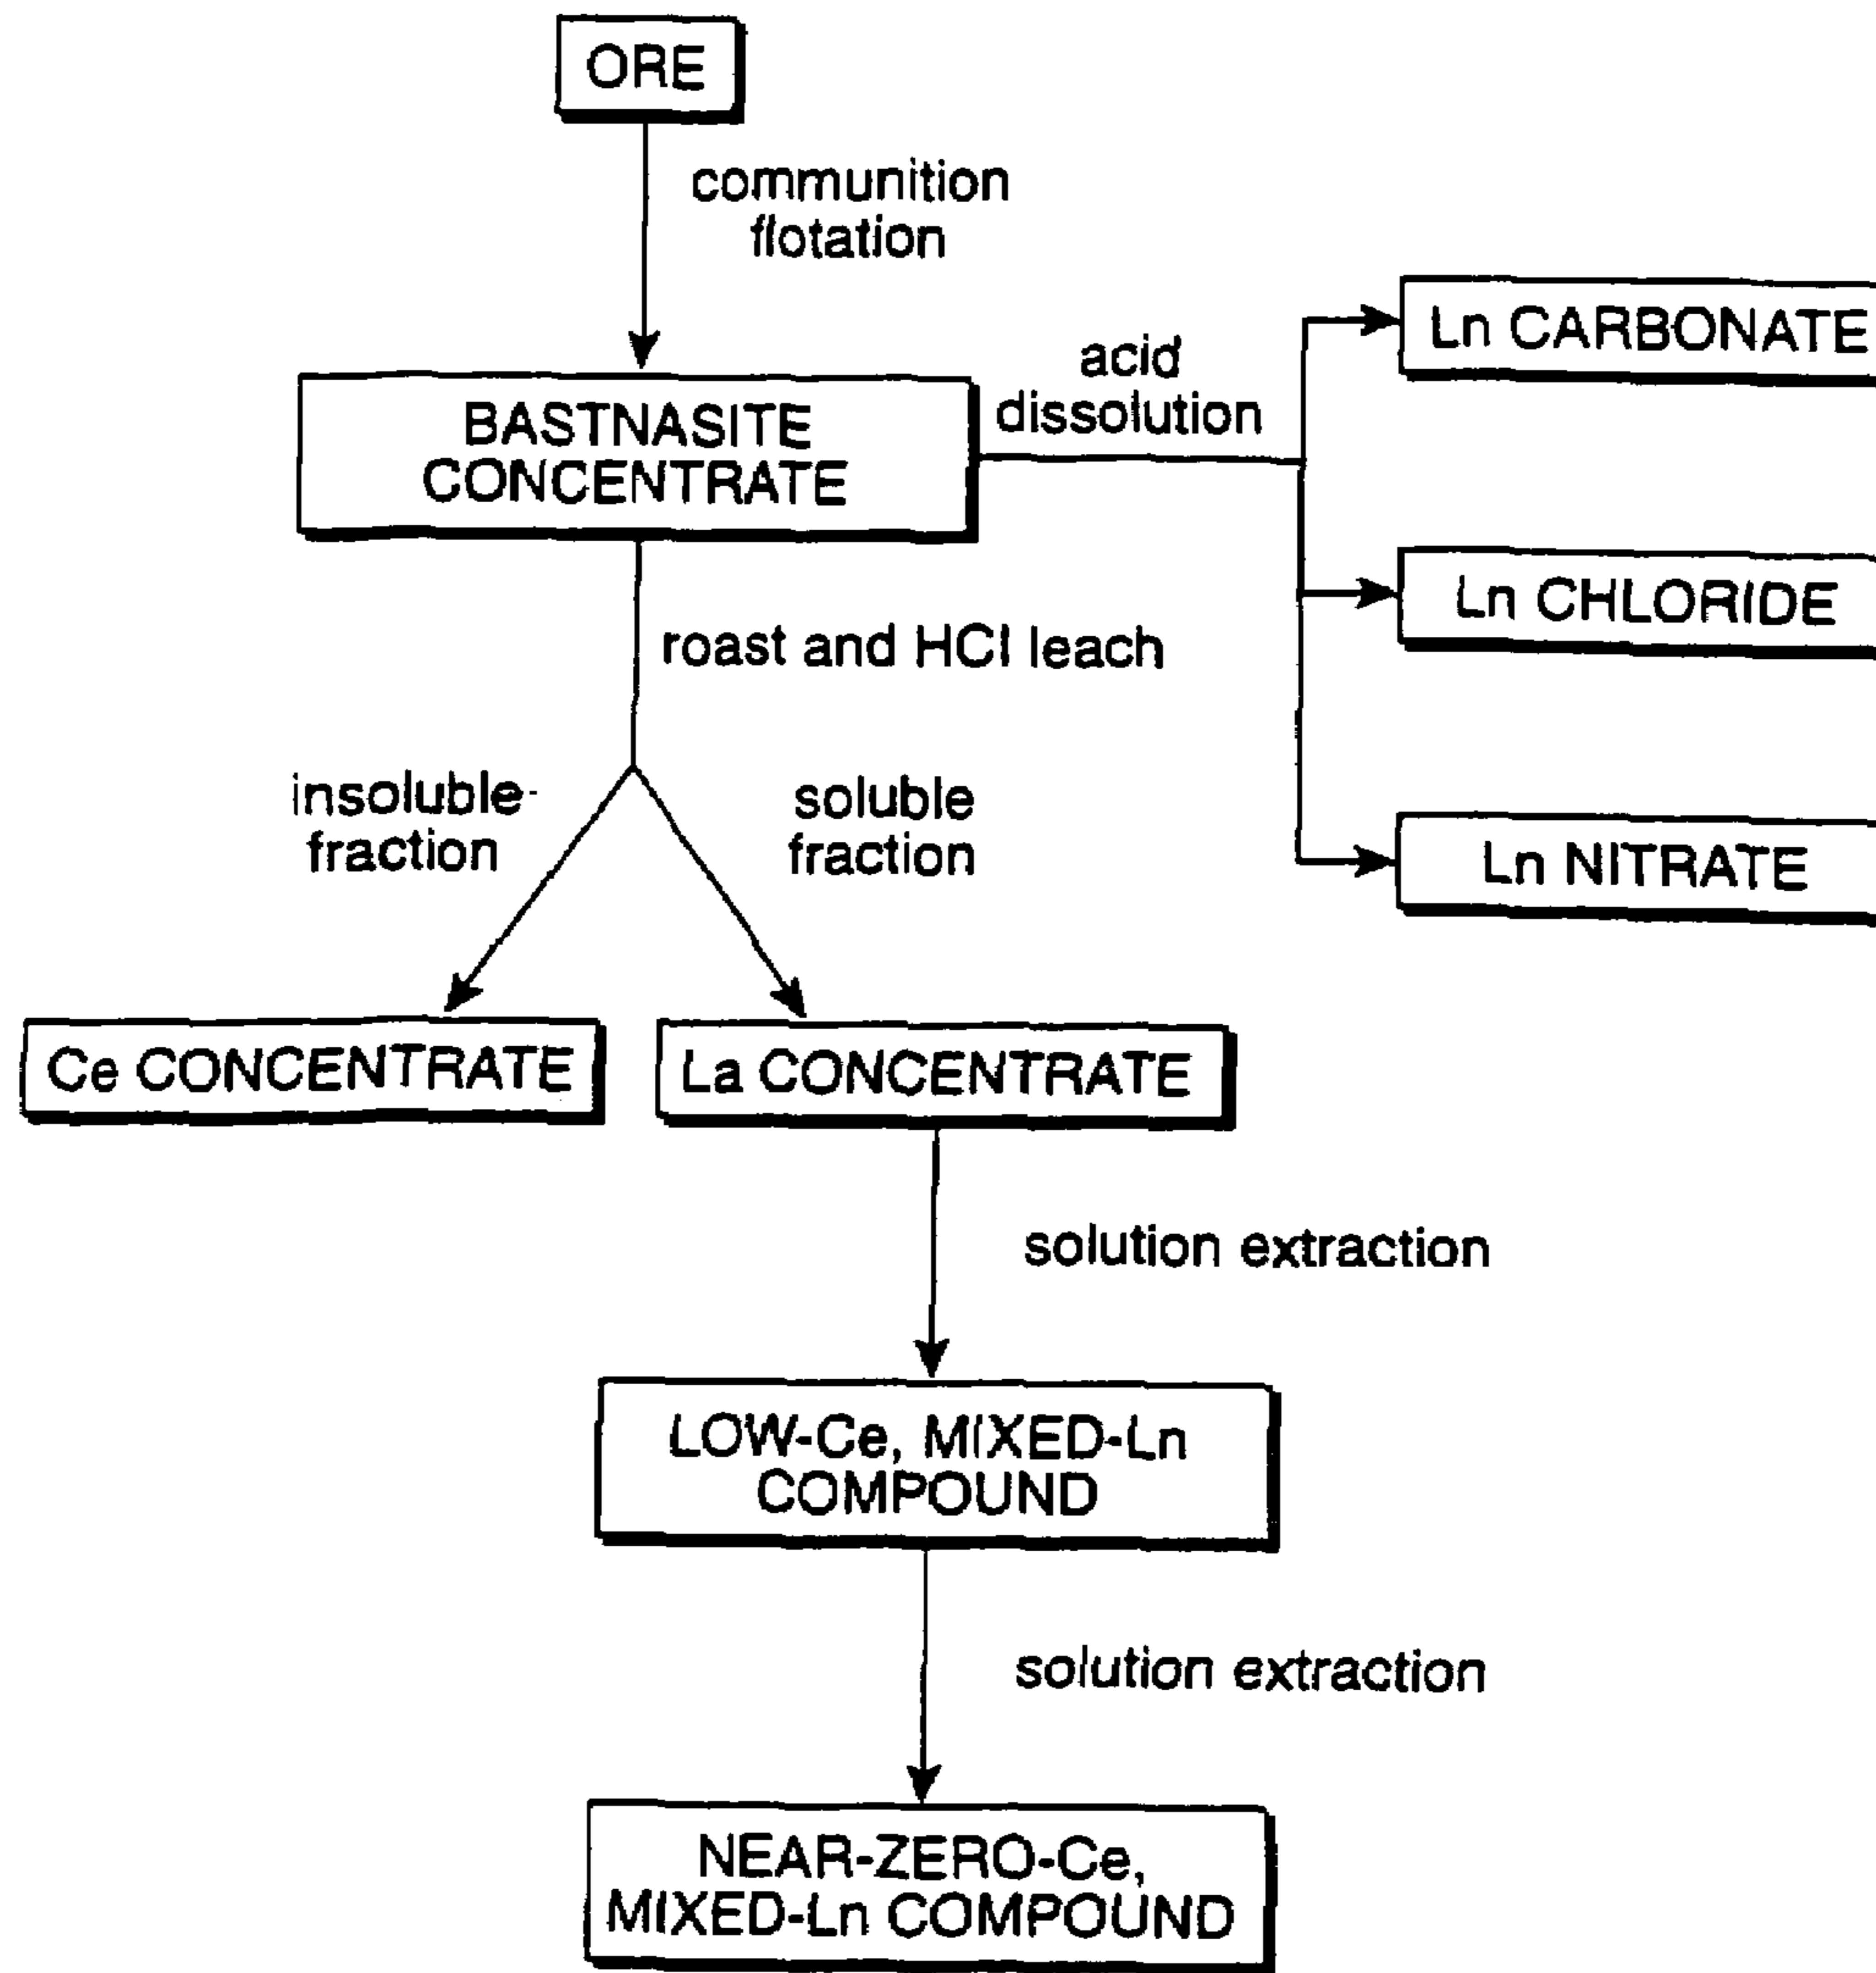 ORE
communition
flotation
BASTNASITE
CONCENTRATE
acid
dissolution
Ln CARBONATE
Ln CHLORIDE
Ln NITRATE
roast and HCl leach
insoluble-
fraction
soluble
fraction
Ce CONCENTRATE
La CONCENTRATE
solution extraction
LOW-Ce, MIXED-Ln
COMPOUND
solution extraction
NEAR-ZERO-Ce,
MIXED-Ln COMPOUND